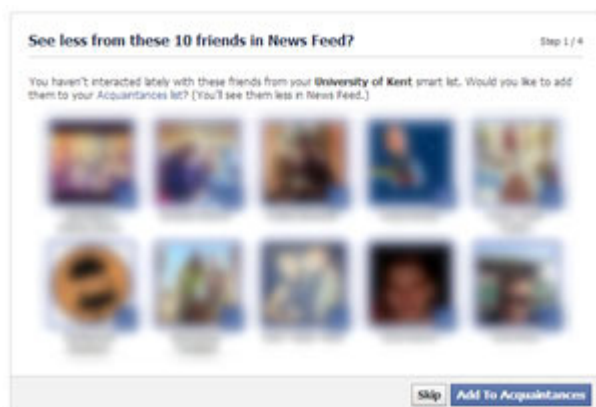 See less from these 10 friends in News Feed?
Step 1 / 4
You haven't interacted lately with these friends from your University of Kent smart list. Would you like to add
them to your Acquaintances list? (You'll see them less in News Feed.)
Skip
Add To Acquaintances